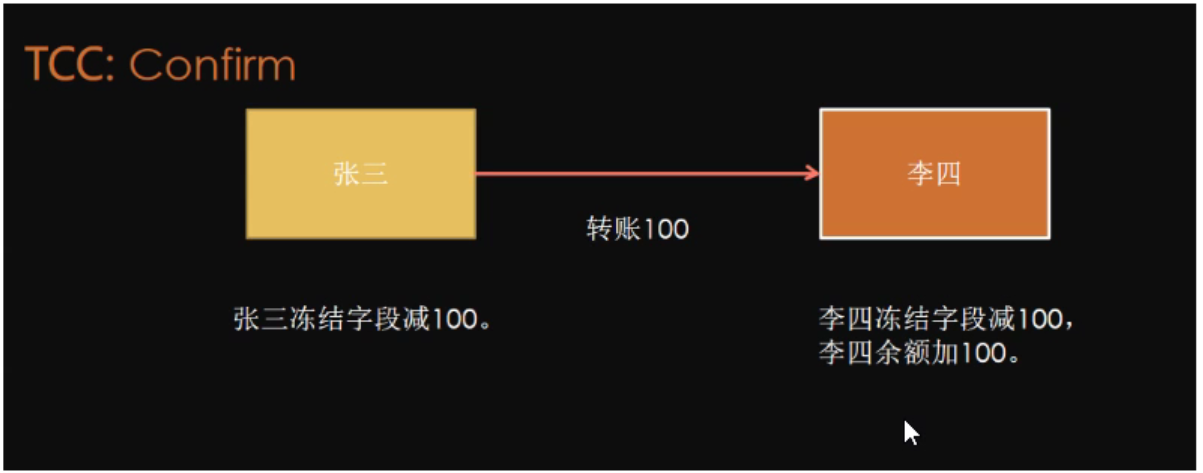 TCC: Confirm
张三
李四
转账100
张三冻结字段减100。
李四冻结字段减100，
李四余额加100。